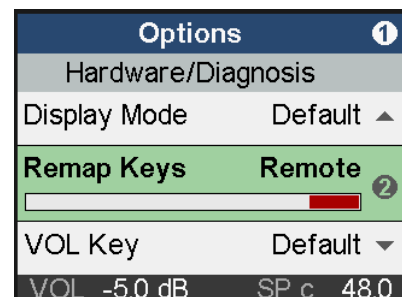 Options 1
Hardware/Diagnosis
Display Mode Default
Remap Keys Remote
2
VOL Key Default
VOL -5.0 dB SP c 48.0